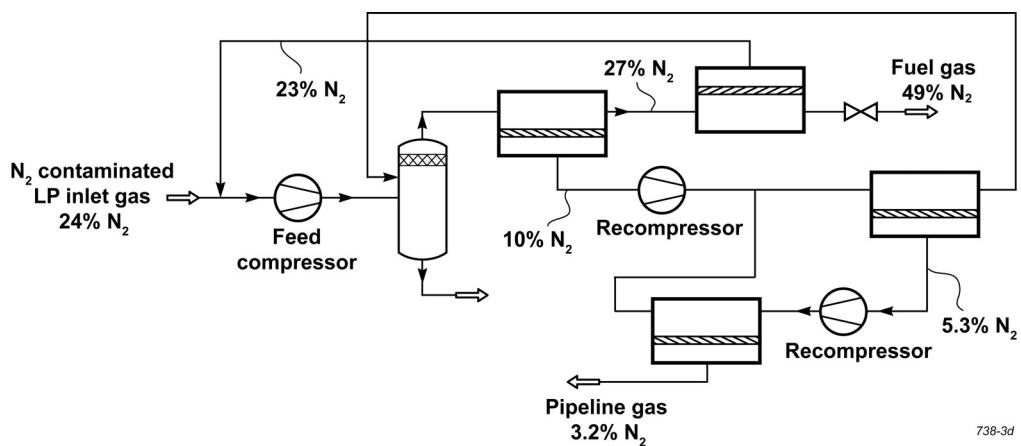 23% N₂
27% N₂
Fuel gas
49% N₂
N₂ contaminated
LP inlet gas
24% N₂
Feed
compressor
10% N₂
Recompressor
5.3% N₂
Recompressor
Pipeline gas
3.2% N₂
738-3d